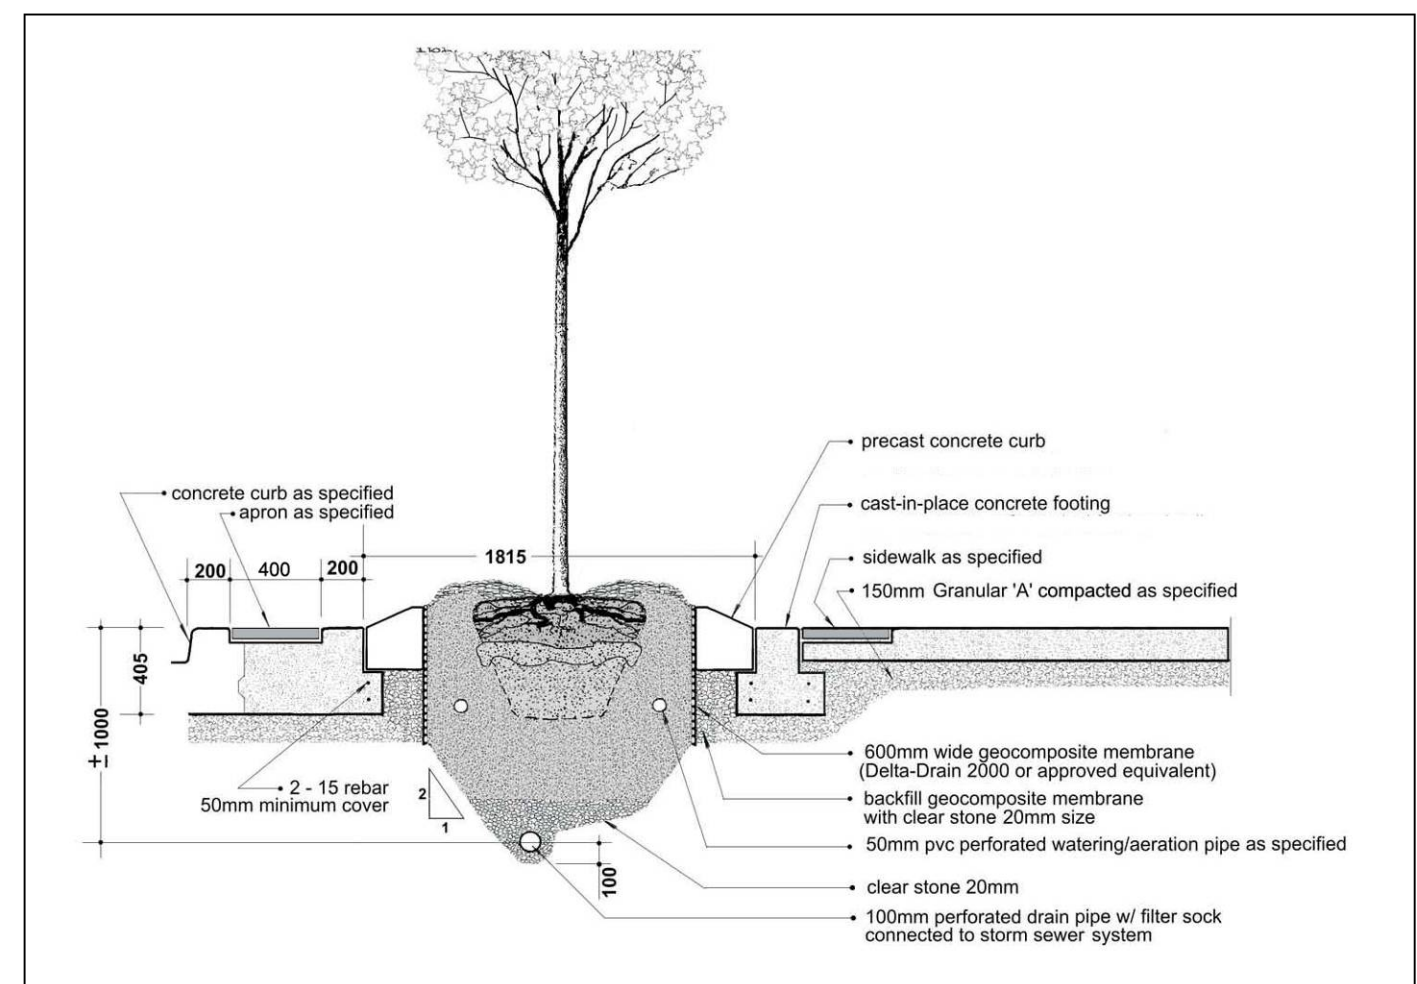 precast concrete curb
concrete curb as specified
apron as specified
cast-in-place concrete footing
1815
sidewalk as specified
200
400
200
150mm Granular 'A' compacted as specified
405
±1000
600mm wide geocomposite membrane
(Delta-Drain 2000 or approved equivalent)
2 - 15 rebar
50mm minimum cover
2
1
backfill geocomposite membrane
with clear stone 20mm size
50mm pvc perforated watering/aeration pipe as specified
100
clear stone 20mm
100mm perforated drain pipe w/ filter sock
connected to storm sewer system